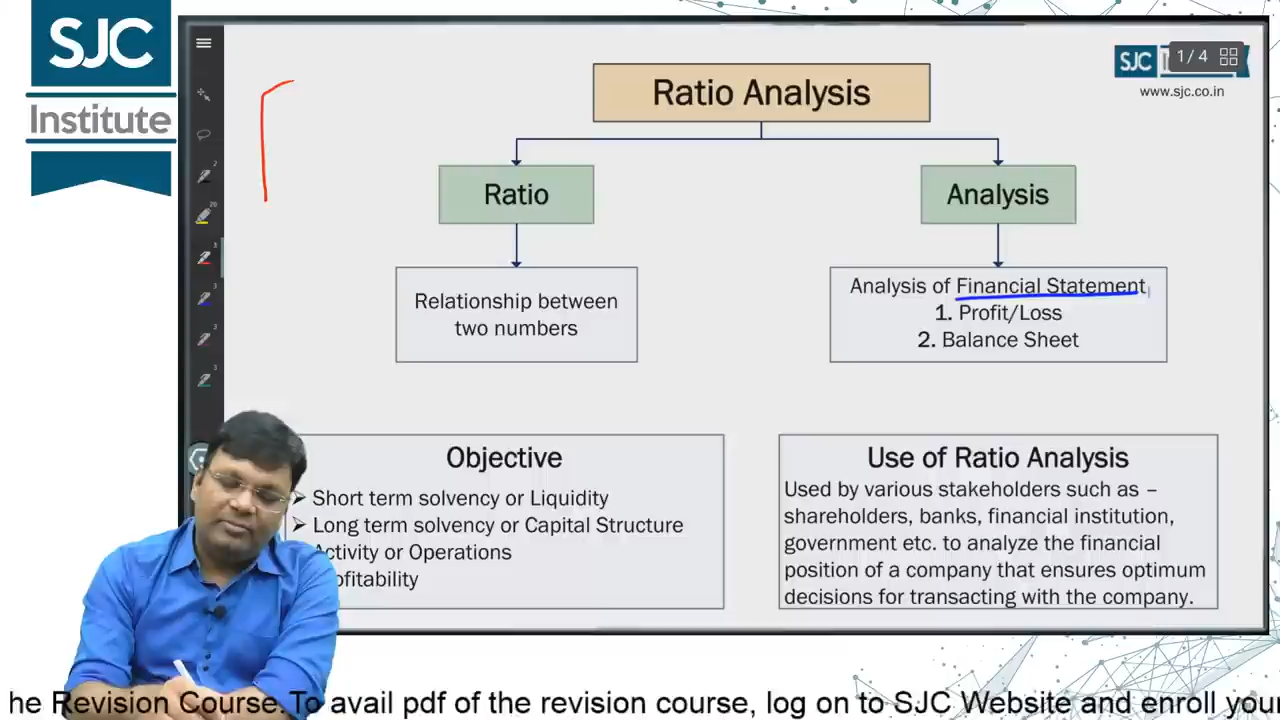 SJC
Institute
1/4
SJC
www.sjc.co.in
Ratio Analysis
Ratio
Analysis
Relationship between
two numbers
Analysis of Financial Statement
1. Profit/Loss
2. Balance Sheet
Objective
➤ Short term solvency or Liquidity
➤ Long term solvency or Capital Structure
Activity or Operations
Use of Ratio Analysis
Used by various stakeholders such as –
shareholders, banks, financial institution,
government etc. to analyze the financial
position of a company that ensures optimum
decisions for transacting with the company.
he Revision Course.To avail pdf of the revision course, log on to SJC Website and enroll your